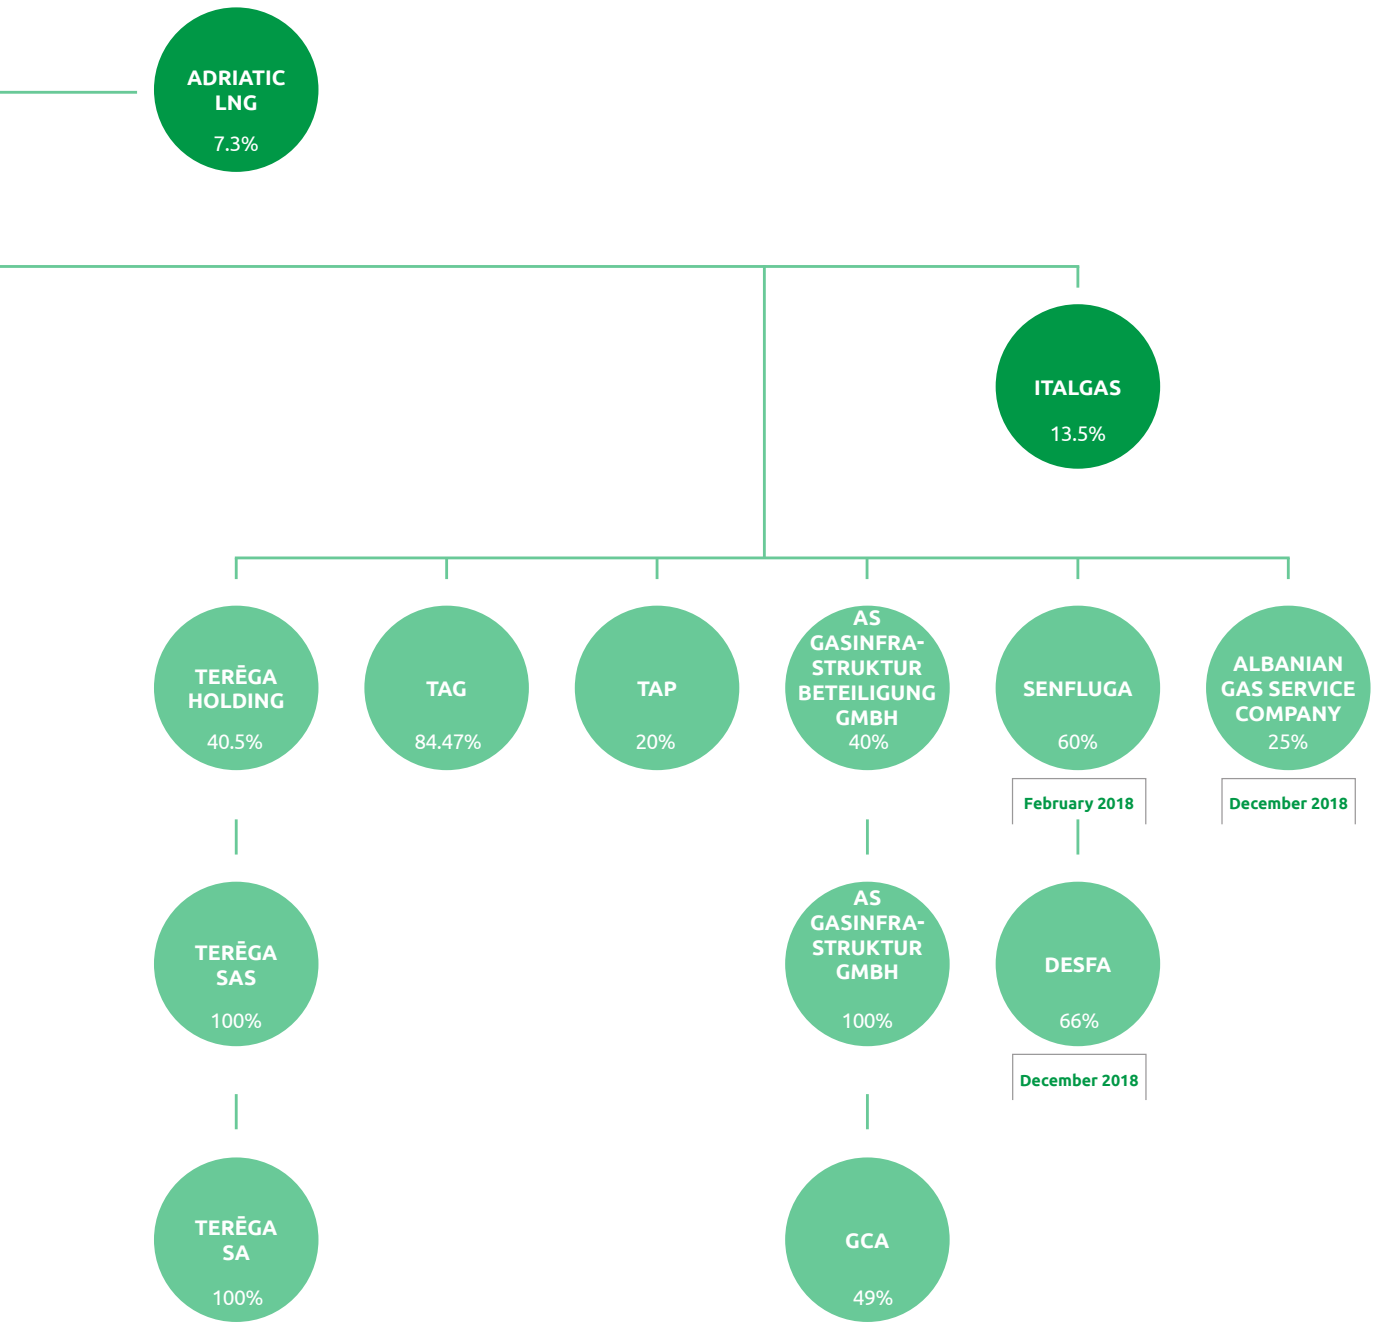 ADRIATIC
LNG
7.3%
ITALGAS
13.5%
TERĒGA
HOLDING
40.5%
TAG
84.47%
TAP
20%
AS
GASINFRA-
STRUKTUR
BETEILIGUNG
GMBH
40%
SENFLUGA
60%
February 2018
ALBANIAN
GAS SERVICE
COMPANY
25%
December 2018
TERĒGA
SAS
100%
AS
GASINFRA-
STRUKTUR
GMBH
100%
DESFA
66%
December 2018
TERĒGA
SA
100%
GCA
49%